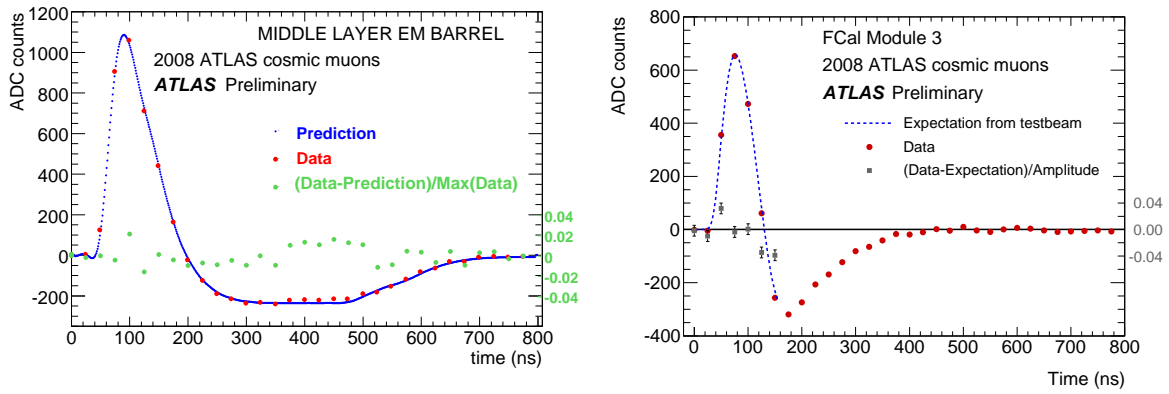 ADC counts
1200
1000
800
600
400
200
0
-200
MIDDLE LAYER EM BARREL
2008 ATLAS cosmic muons
ATLAS Preliminary
Prediction
Data
(Data-Prediction)/Max(Data)
0.04
0.02
0
-0.02
-0.04
0 100 200 300 400 500 600 700 800
time (ns)
ADC counts
800
600
400
200
0
-200
-400
FCal Module 3
2008 ATLAS cosmic muons
ATLAS Preliminary
Expectation from testbeam
Data
(Data-Expectation)/Amplitude
0.04
0.00
-0.04
0 100 200 300 400 500 600 700 800
Time (ns)